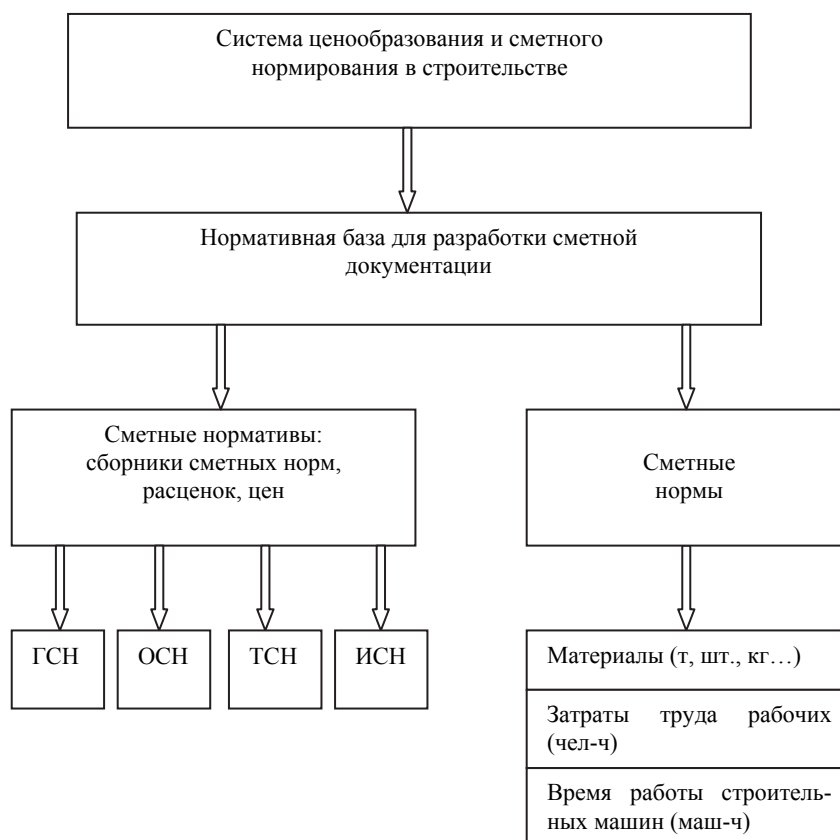 Система ценообразования и сметного
нормирования в строительстве
Нормативная база для разработки сметной
документации
Сметные нормативы:
сборники сметных норм,
расценок, цен
Сметные
нормы
ГСН
ОСН
ТСН
ИСН
Материалы (т, шт., кг…)
Затраты труда рабочих
(чел-ч)
Время работы строитель-
ных машин (маш-ч)